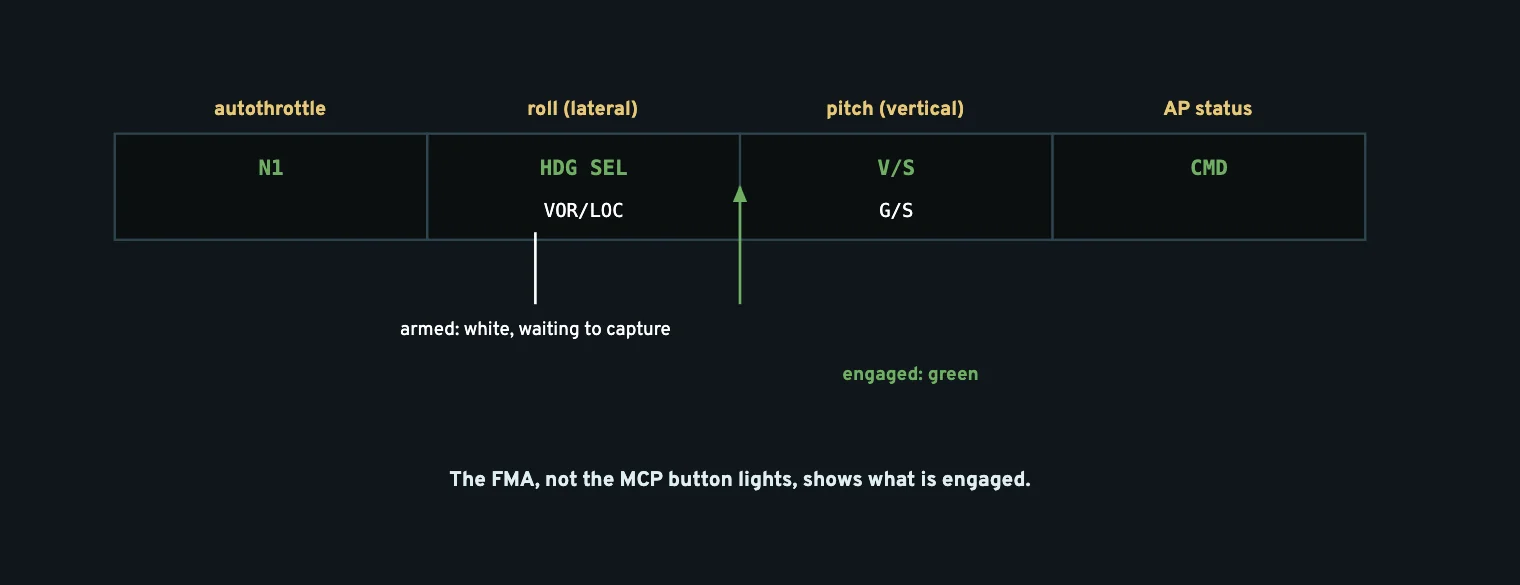 autothrottle
roll (lateral)
pitch (vertical)
AP status
N1
HDG SEL
V/S
CMD
VOR/LOC
G/S
armed: white, waiting to capture
engaged: green
The FMA, not the MCP button lights, shows what is engaged.